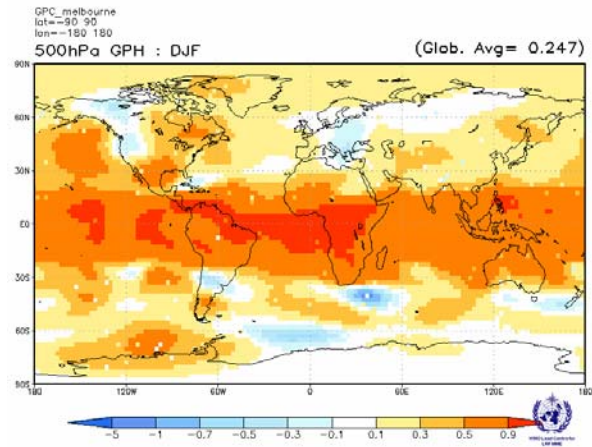 GPC_melbourne
lat=-90 90
lon=-180 180
500hPa GPH : DJF
(Glob. Avg= 0.247)
90N
60N
30N
EQ
30S
60S
90S
180 120W 60W 0 60E 120E 180
-5 -1 -0.7 -0.5 -0.3 -0.1 0.1 0.3 0.5 0.9